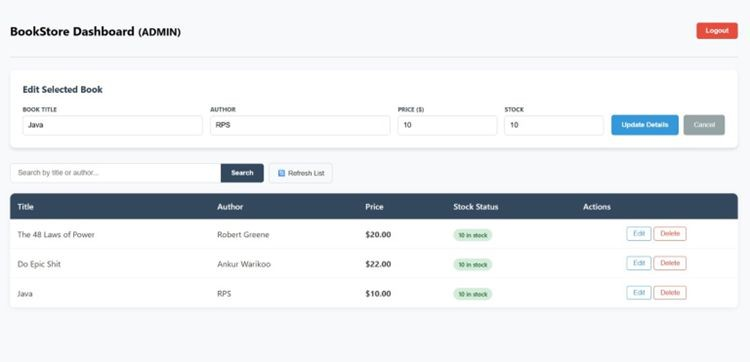 BookStore Dashboard (ADMIN)
Logout
Edit Selected Book
BOOK TITLE AUTHOR PRICE ($) STOCK
Java RPS 10 10 Update Details Cancel
Search by title or author... Search Refresh List
Title Author Price Stock Status Actions
The 48 Laws of Power Robert Greene $20.00 10 in stock Edit Delete
Do Epic Shit Ankur Warikoo $22.00 10 in stock Edit Delete
Java RPS $10.00 10 in stock Edit Delete